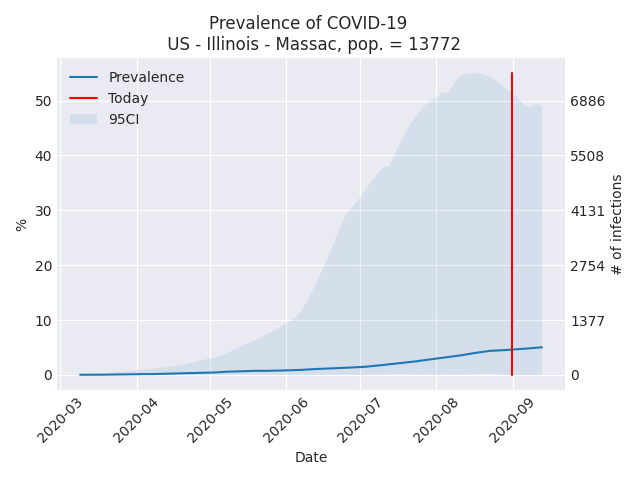 Prevalence of COVID-19
US - Illinois - Massac, pop. = 13772
Prevalence
Today
95CI
50
40
30
20
10
0
%
6886
5508
4131
2754
1377
0
# of infections
2020-03
2020-04
2020-05
2020-06
2020-07
2020-08
2020-09
Date